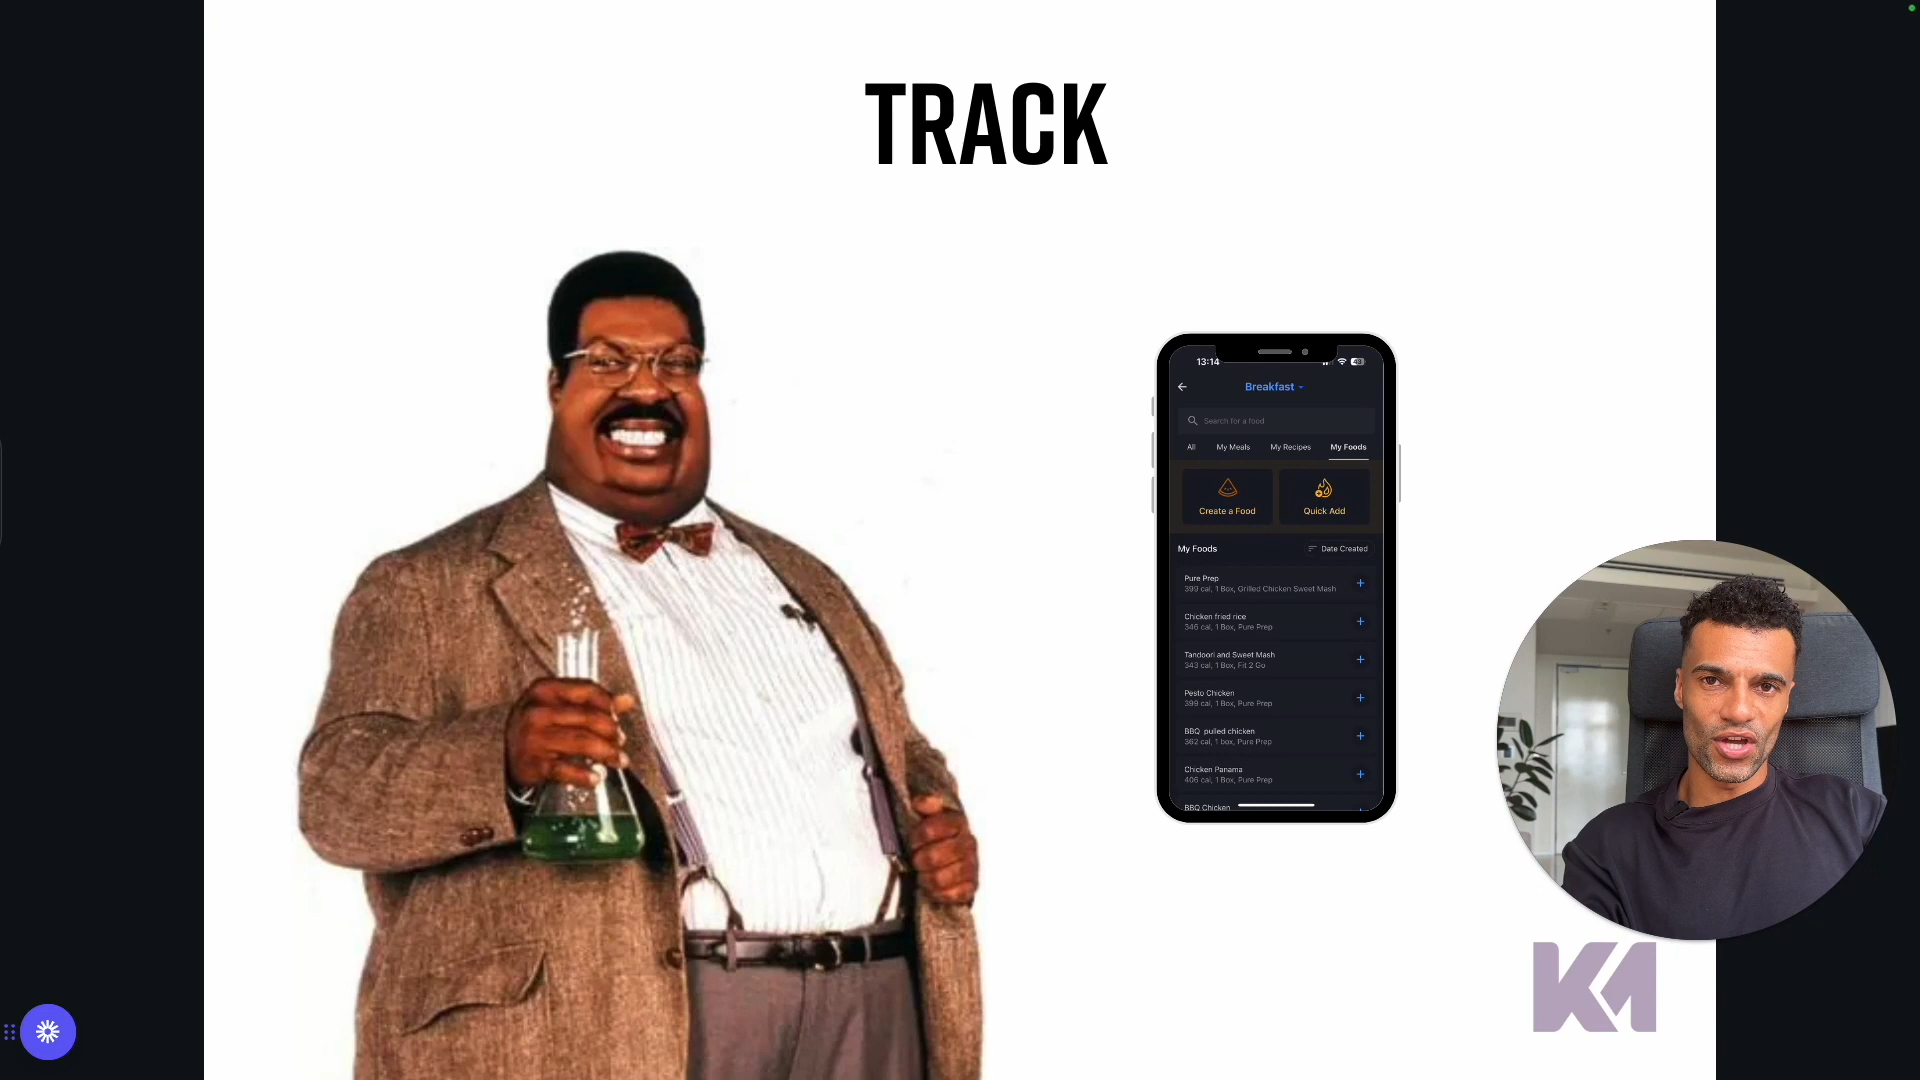 TRACK
13:14
Breakfast
Search for a food
All My Meals My Recipes My Foods
Create a Food Quick Add
My Foods Date Created
Pure Prep
399 cal, 1 Box, Grilled Chicken Sweet Mash
Chicken fried rice
346 cal, 1 Box, Pure Prep
Tandoori and Sweet Mash
343 cal, 1 Box, Fit 2 Go
Pesto Chicken
399 cal, 1 Box, Pure Prep
BBQ pulled chicken
362 cal, 1 box, Pure Prep
Chicken Panama
406 cal, 1 Box, Pure Prep
BBQ Chicken